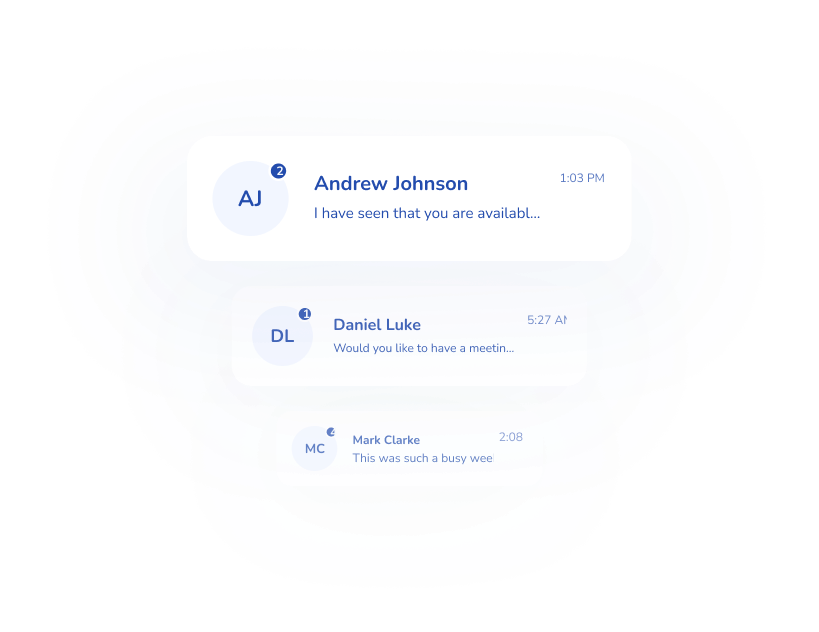 AJ
2
Andrew Johnson
1:03 PM
I have seen that you are availabl...
DL
1
Daniel Luke
5:27 AM
Would you like to have a meetin...
MC
Mark Clarke
2:08
This was such a busy wee